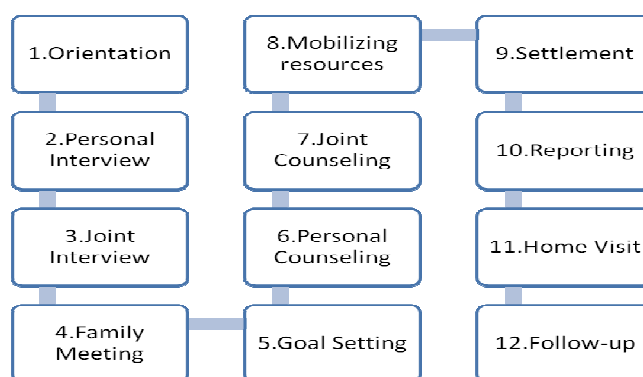 1.Orientation
2.Personal
Interview
3.Joint
Interview
4.Family
Meeting
5.Goal Setting
6.Personal
Counseling
7.Joint
Counseling
8.Mobilizing
resources
9.Settlement
10.Reporting
11.Home Visit
12.Follow-up